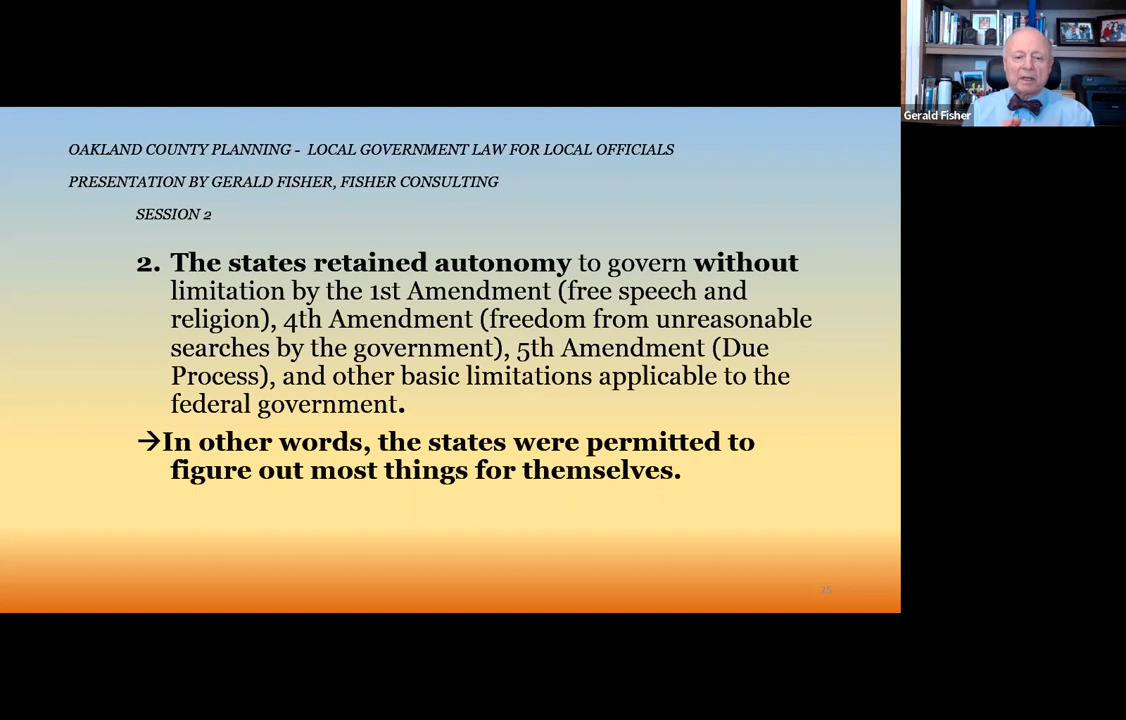 Gerald Fisher
OAKLAND COUNTY PLANNING - LOCAL GOVERNMENT LAW FOR LOCAL OFFICIALS
PRESENTATION BY GERALD FISHER, FISHER CONSULTING
SESSION 2
2. The states retained autonomy to govern without
limitation by the 1st Amendment (free speech and
religion), 4th Amendment (freedom from unreasonable
searches by the government), 5th Amendment (Due
Process), and other basic limitations applicable to the
federal government.
→In other words, the states were permitted to
figure out most things for themselves.
25